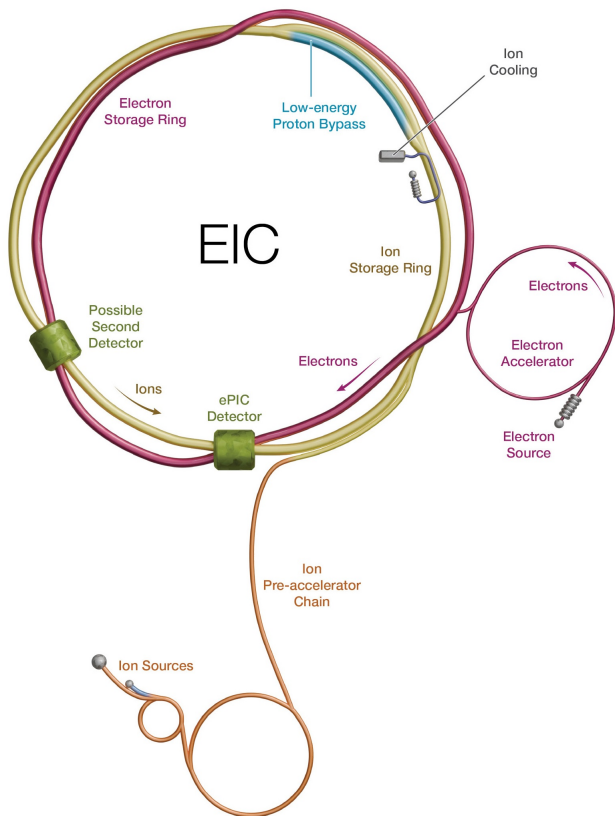 Ion
Cooling
Electron
Storage Ring
Low-energy
Proton Bypass
EIC
Ion
Storage Ring
Electrons
Possible
Second
Detector
Electrons
Electron
Accelerator
Ions
ePIC
Detector
Electron
Source
Ion
Pre-accelerator
Chain
Ion Sources